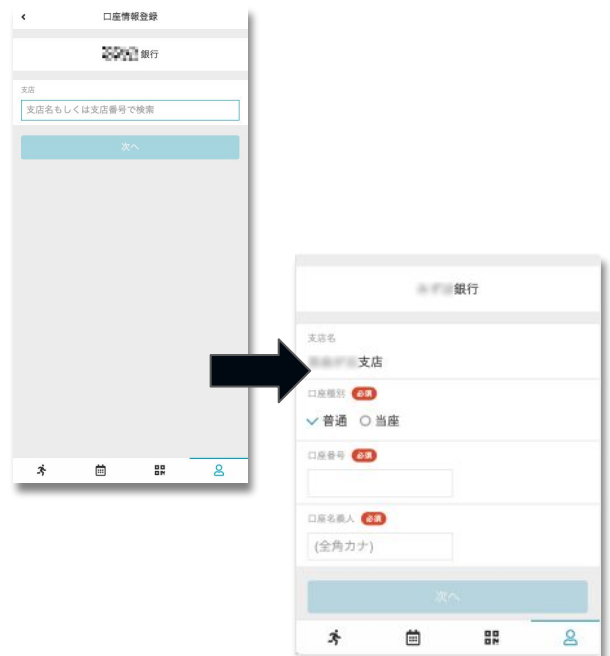 口座情報登録
銀行
支店
支店名もしくは支店番号で検索
次へ
銀行
支店名
支店
口座種別 必須
普通 当座
口座番号 必須
口座名義人 必須
(全角カナ)
次へ